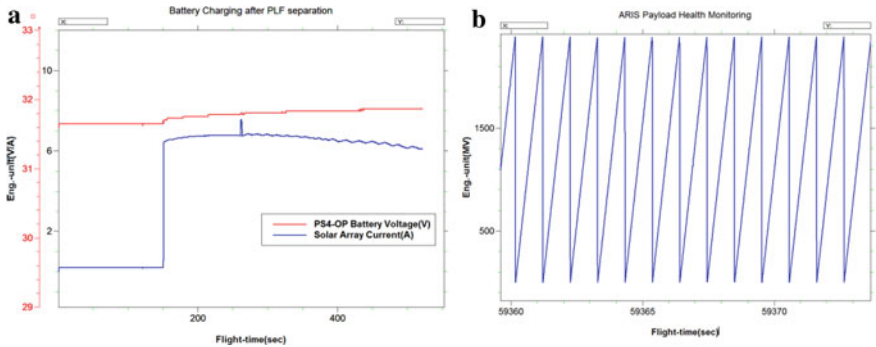 a
Battery Charging after PLF separation
X:
Y:
33
32
31
30
29
10
6
2
Eng.-unit(V/A)
PS4-OP Battery Voltage(V)
Solar Array Current(A)
200
400
Flight-time(sec)
b
ARIS Payload Health Monitoring
X:
Y:
1500
500
Eng.-unit(MV)
59360
59365
59370
Flight-time(sec)